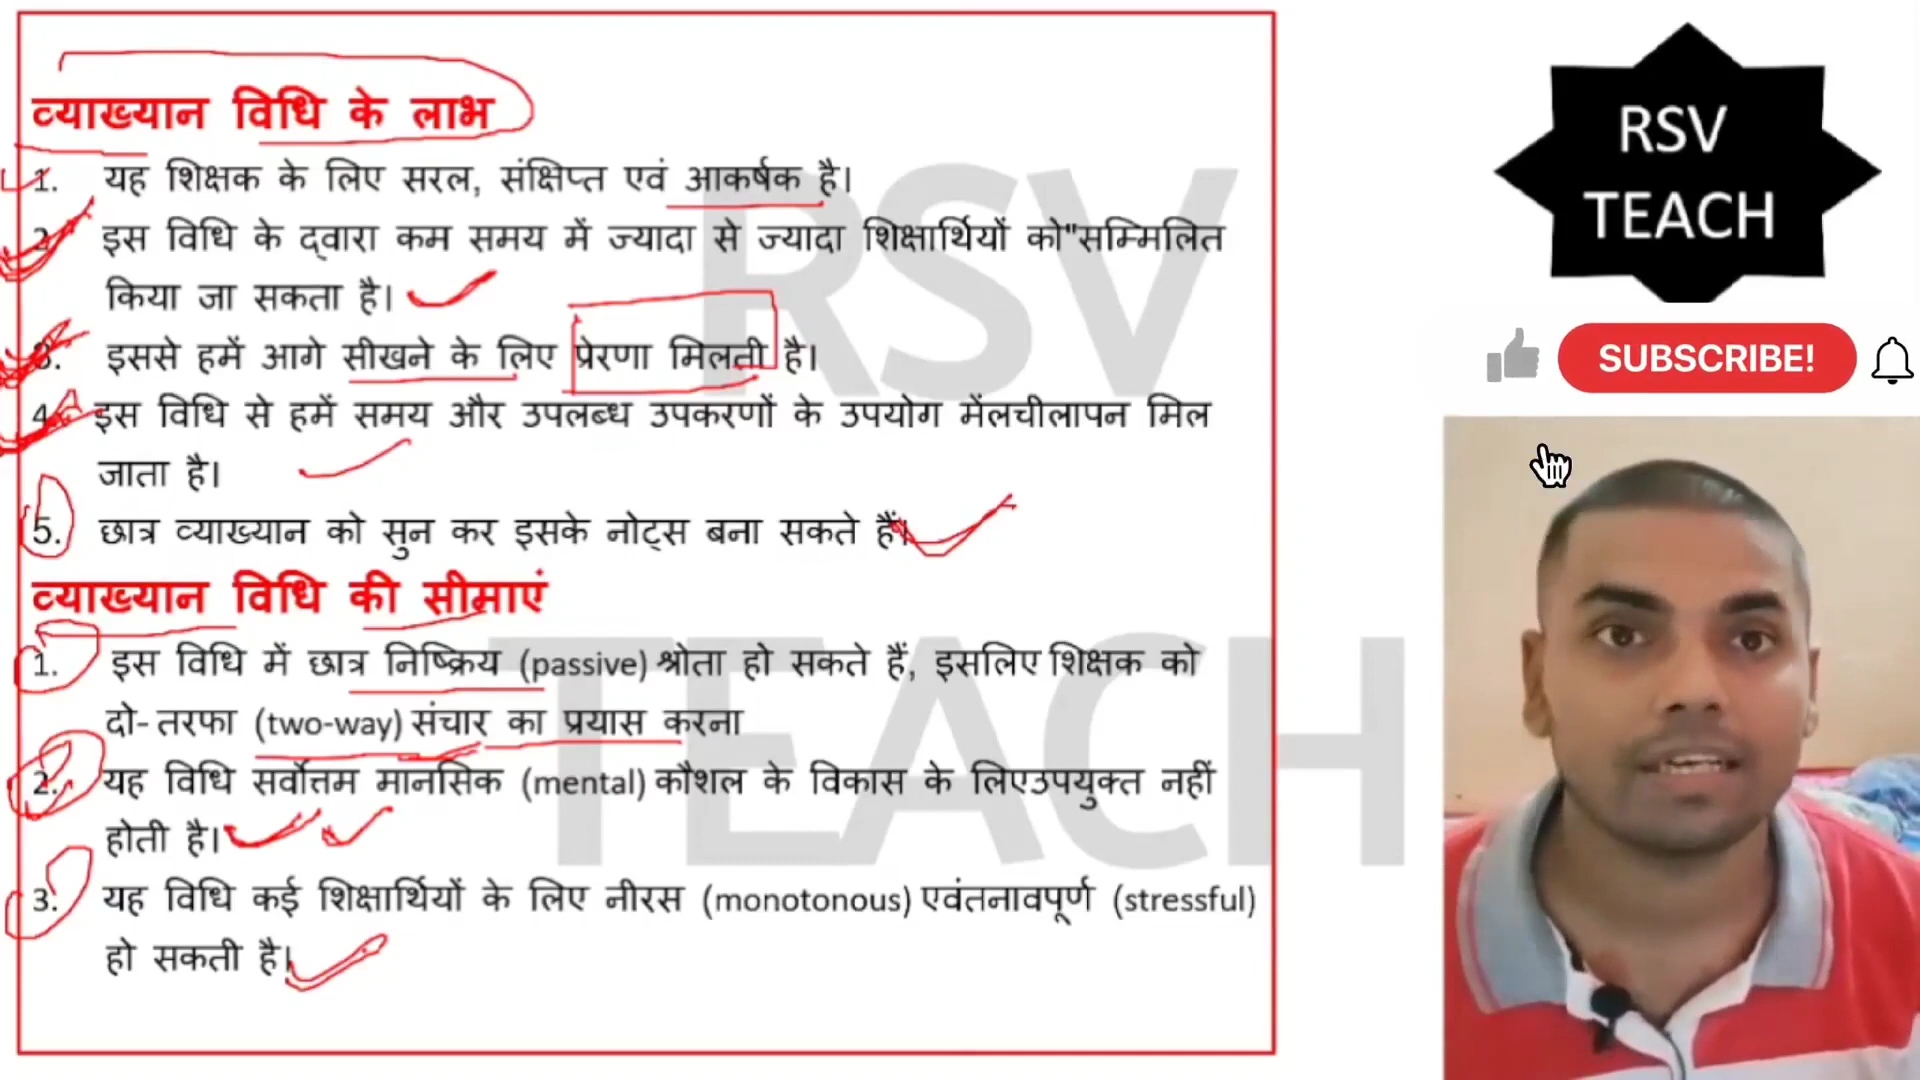 व्याख्यान विधि के लाभ
1. यह शिक्षक के लिए सरल, संक्षिप्त एवं आकर्षक है।
2. इस विधि के द्वारा कम समय में ज्यादा से ज्यादा शिक्षार्थियों को"सम्मिलित
किया जा सकता है।
3. इससे हमें आगे सीखने के लिए प्रेरणा मिलती है।
4. इस विधि से हमें समय और उपलब्ध उपकरणों के उपयोग मेंलचीलापन मिल
जाता है।
5. छात्र व्याख्यान को सुन कर इसके नोट्स बना सकते हैं।
व्याख्यान विधि की सीमाएं
1. इस विधि में छात्र निष्क्रिय (passive) श्रोता हो सकते हैं, इसलिए शिक्षक को
दो- तरफा (two-way) संचार का प्रयास करना
2. यह विधि सर्वोत्तम मानसिक (mental) कौशल के विकास के लिएउपयुक्त नहीं
होती है।
3. यह विधि कई शिक्षार्थियों के लिए नीरस (monotonous) एवंतनावपूर्ण (stressful)
हो सकती है।
RSV
TEACH
RSV
TEACH
SUBSCRIBE!